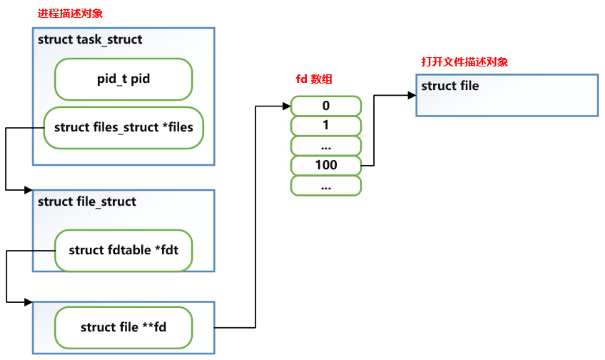 进程描述对象
struct task_struct
pid_t pid
struct files_struct *files
struct file_struct
struct fdtable *fdt
struct file **fd
fd 数组
0
1
...
100
...
打开文件描述对象
struct file